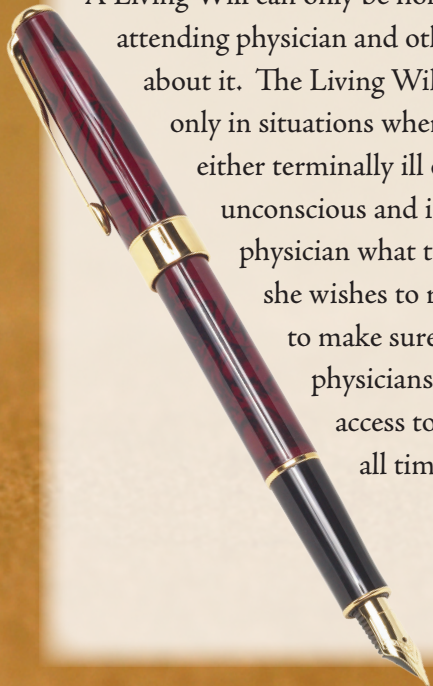 A Living Will can only be
attending physician and
about it. The Living
only in situations
either terminally ill
unconscious and
physician what
she wishes to
to make sure
physicians
access to
all